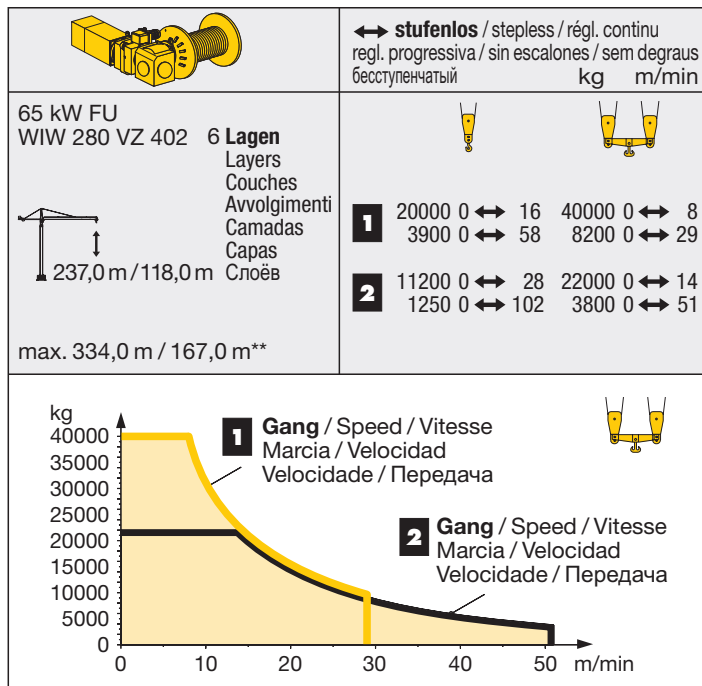 ↔ stufenlos / stepless / régl. continu
regl. progressiva / sin escalones / sem degraus
бесступенчатый kg m/min
65 kW FU
WIW 280 VZ 402 6 Lagen
Layers
Couches
Avvolgimenti
Camadas
Capas
Слоёв
237,0 m / 118,0 m
max. 334,0 m / 167,0 m**
1 20000 0 ↔ 16 40000 0 ↔ 8
3900 0 ↔ 58 8200 0 ↔ 29
2 11200 0 ↔ 28 22000 0 ↔ 14
1250 0 ↔ 102 3800 0 ↔ 51
kg
40000
35000
30000
25000
20000
15000
10000
5000
0
1 Gang / Speed / Vitesse
Marcia / Velocidad
Velocidade / Передача
2 Gang / Speed / Vitesse
Marcia / Velocidad
Velocidade / Передача
0 10 20 30 40 50 m/min